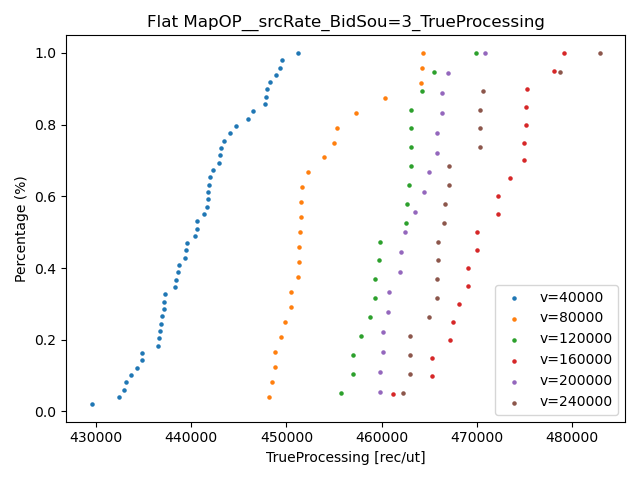 Flat MapOP__srcRate_BidSou=3_TrueProcessing
Percentage (%)
1.0
0.8
0.6
0.4
0.2
0.0
v=40000
v=80000
v=120000
v=160000
v=200000
v=240000
430000 440000 450000 460000 470000 480000
TrueProcessing [rec/ut]